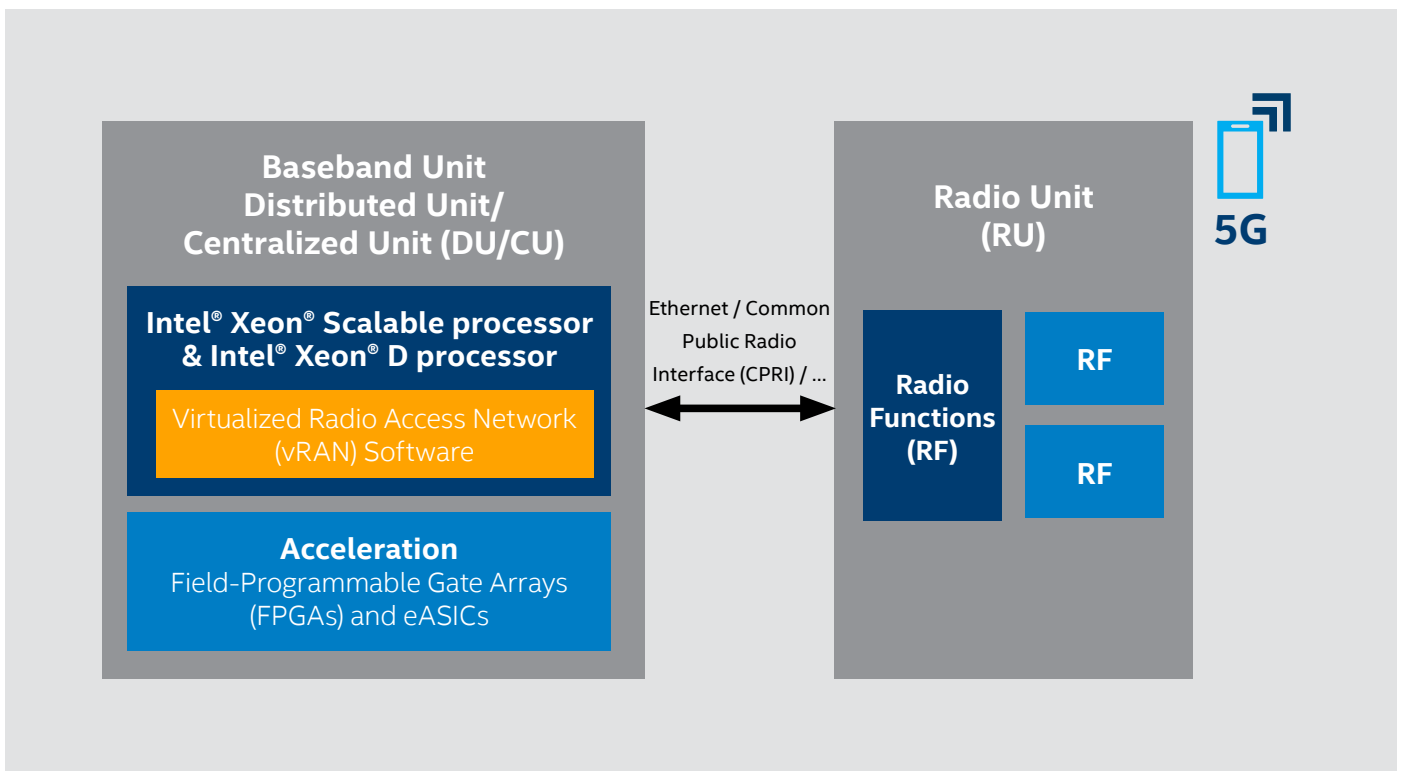 Baseband Unit
Distributed Unit/
Centralized Unit (DU/CU)
Intel® Xeon® Scalable processor
& Intel® Xeon® D processor
Virtualized Radio Access Network
(vRAN) Software
Acceleration
Field-Programmable Gate Arrays
(FPGAs) and eASICs
Ethernet / Common
Public Radio
Interface (CPRI) / ...
Radio Unit
(RU)
Radio
Functions
(RF)
RF
RF
5G